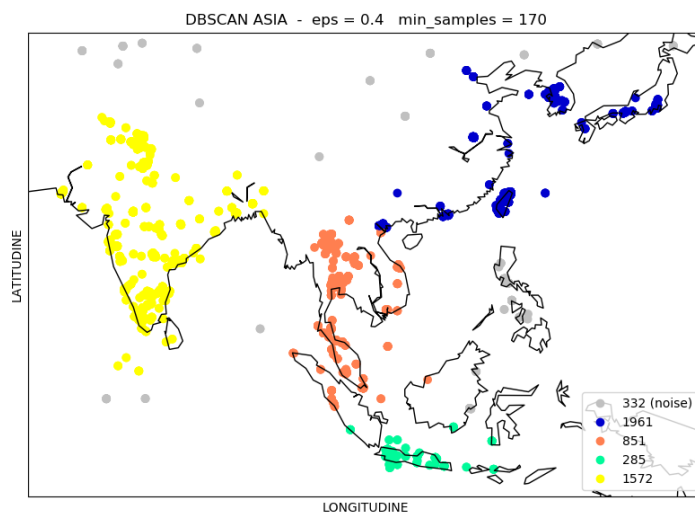 DBSCAN ASIA - eps = 0.4 min_samples = 170
LATITUDINE
332 (noise)
1961
851
285
1572
LONGITUDINE